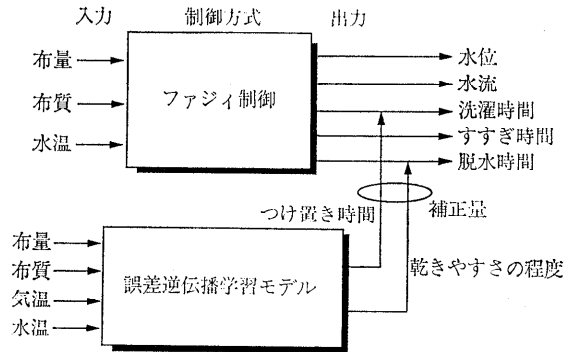 入力
制御方式
出力
布量
布質
水温
ファジィ制御
水位
水流
洗濯時間
すすぎ時間
脱水時間
つけ置き時間
補正量
布量
布質
気温
水温
誤差逆伝播学習モデル
乾きやすさの程度